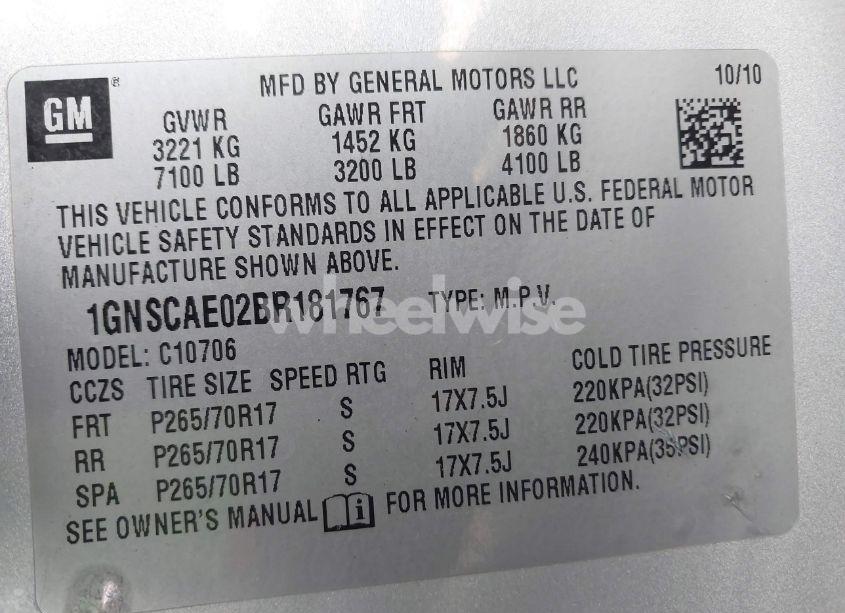 GM ®
MFD BY GENERAL MOTORS LLC 10/10
GVWR GAWR FRT GAWR RR
3221 KG 1452 KG 1860 KG
7100 LB 3200 LB 4100 LB
THIS VEHICLE CONFORMS TO ALL APPLICABLE U.S. FEDERAL MOTOR
VEHICLE SAFETY STANDARDS IN EFFECT ON THE DATE OF
MANUFACTURE SHOWN ABOVE.
1GNSCAE02BR181767 TYPE: M.P.V.
wheelwise
MODEL: C10706
CCZS TIRE SIZE SPEED RTG RIM COLD TIRE PRESSURE
FRT P265/70R17 S 17X7.5J 220KPA(32PSI)
RR P265/70R17 S 17X7.5J 220KPA(32PSI)
SPA P265/70R17 S 17X7.5J 240KPA(35PSI)
SEE OWNER'S MANUAL i FOR MORE INFORMATION.